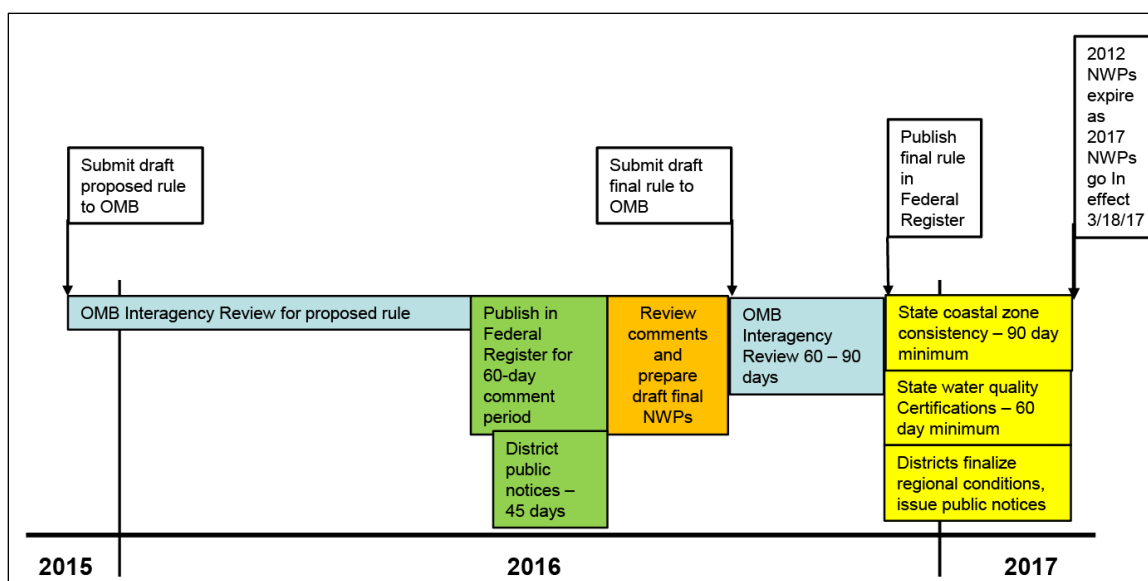 2012
NWPs
expire
as
2017
NWPs
go In
effect
3/18/17
Submit draft
proposed rule
to OMB
Submit draft
final rule to
OMB
Publish
final rule
in
Federal
Register
OMB Interagency Review for proposed rule
Publish in
Federal
Register for
60-day
comment
period
Review
comments
and
prepare
draft final
NWPs
OMB
Interagency
Review 60 – 90
days
State coastal zone
consistency – 90 day
minimum
State water quality
Certifications – 60
day minimum
District
public
notices –
45 days
Districts finalize
regional conditions,
issue public notices
2015
2016
2017